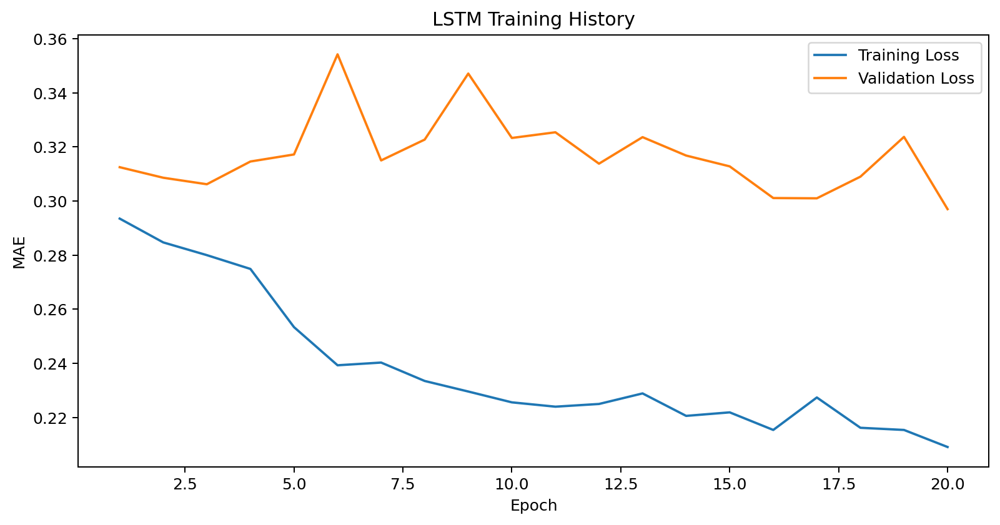 LSTM Training History
Training Loss
Validation Loss
MAE
0.36
0.34
0.32
0.30
0.28
0.26
0.24
0.22
2.5 5.0 7.5 10.0 12.5 15.0 17.5 20.0
Epoch